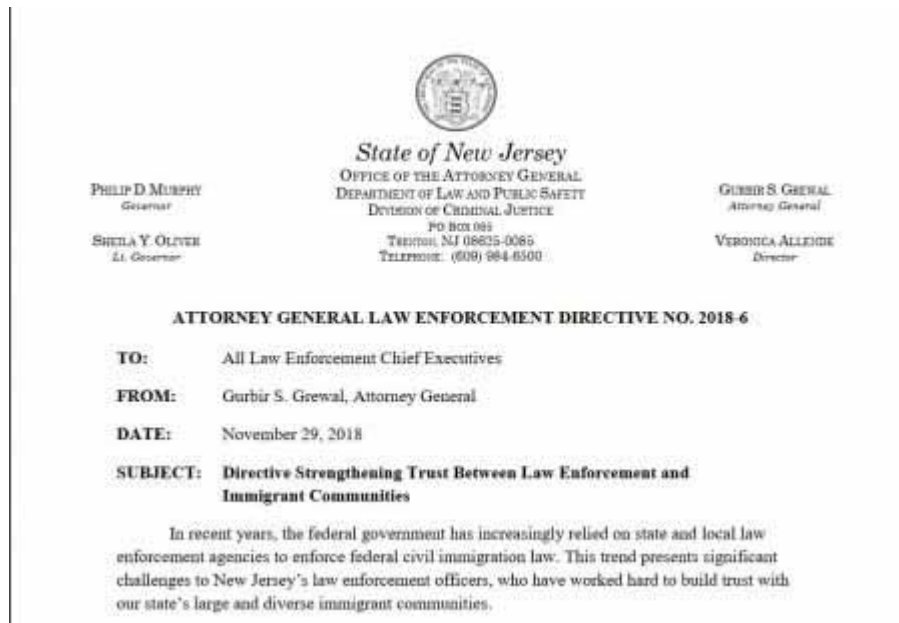 State of New Jersey
OFFICE OF THE ATTORNEY GENERAL
DEPARTMENT OF LAW AND PUBLIC SAFETY
DIVISION OF CRIMINAL JUSTICE
PO BOX 085
TRENTON, NJ 08625-0085
TELEPHONE: (609) 984-6500
PHILIP D. MURPHY
Governor
SHEILA Y. OLIVER
Lt. Governor
GURBIR S. GREWAL
Attorney General
VERONICA ALLENDE
Director
ATTORNEY GENERAL LAW ENFORCEMENT DIRECTIVE NO. 2018-6
TO: All Law Enforcement Chief Executives
FROM: Gurbir S. Grewal, Attorney General
DATE: November 29, 2018
SUBJECT: Directive Strengthening Trust Between Law Enforcement and
Immigrant Communities
In recent years, the federal government has increasingly relied on state and local law
enforcement agencies to enforce federal civil immigration law. This trend presents significant
challenges to New Jersey's law enforcement officers, who have worked hard to build trust with
our state's large and diverse immigrant communities.